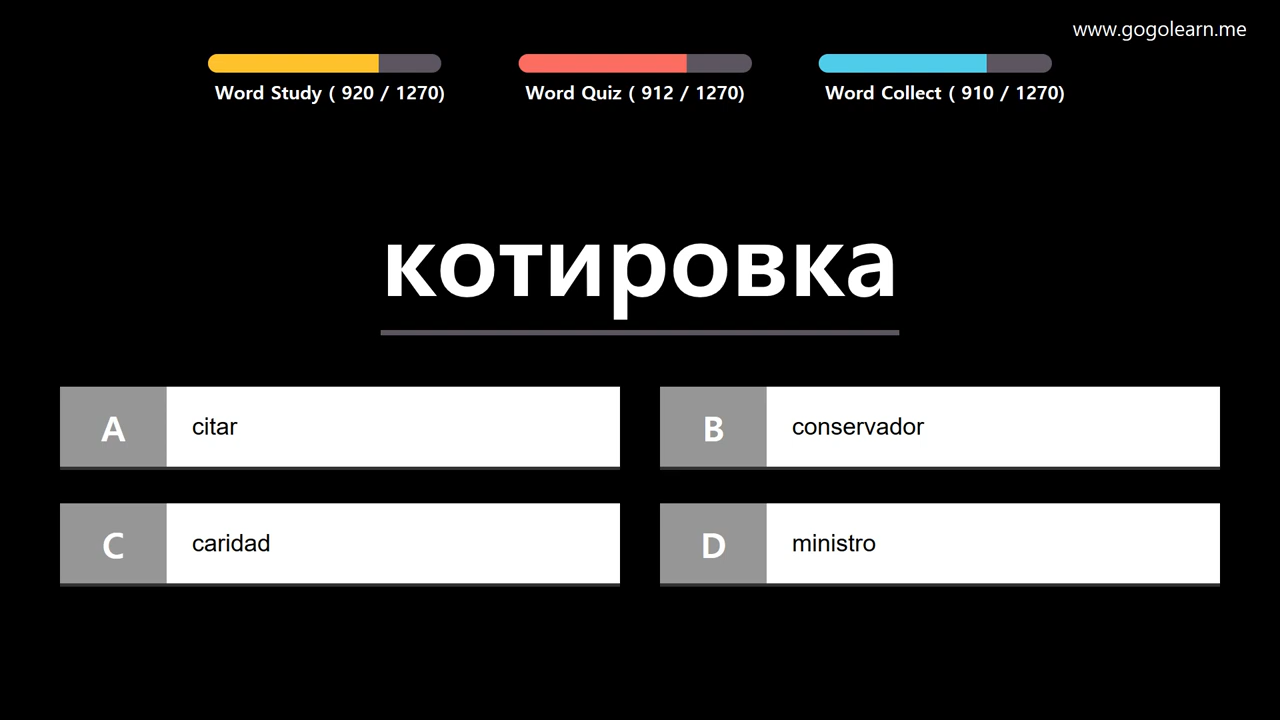 www.gogolearn.me
Word Study ( 920 / 1270)
Word Quiz ( 912 / 1270)
Word Collect ( 910 / 1270)
котировка
A citar
B conservador
C caridad
D ministro